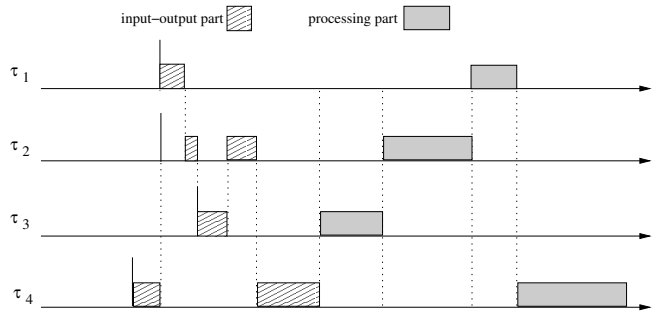 input-output part
processing part
τ 1
τ 2
τ 3
τ 4